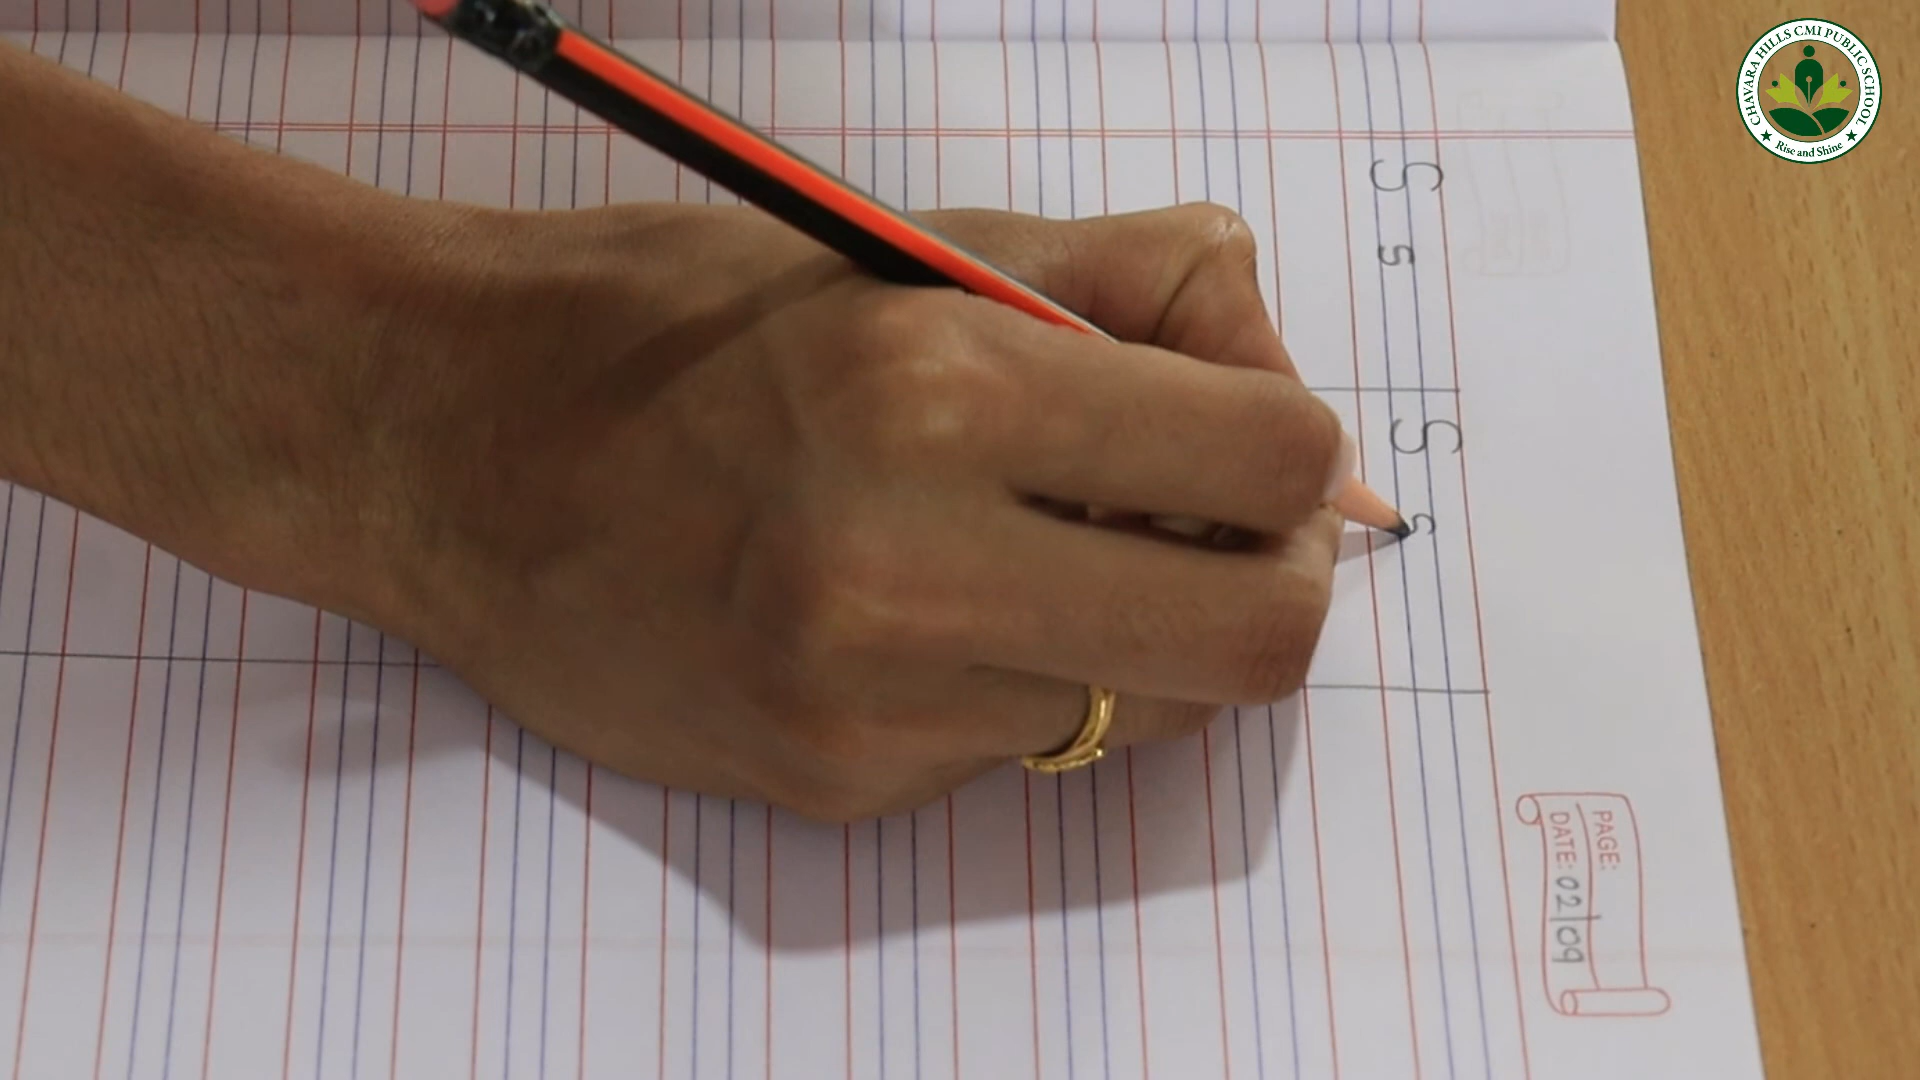 CHAVARA HILLS CMI PUBLIC SCHOOL
Rise and Shine
PAGE:
DATE: 02/09
S s S s